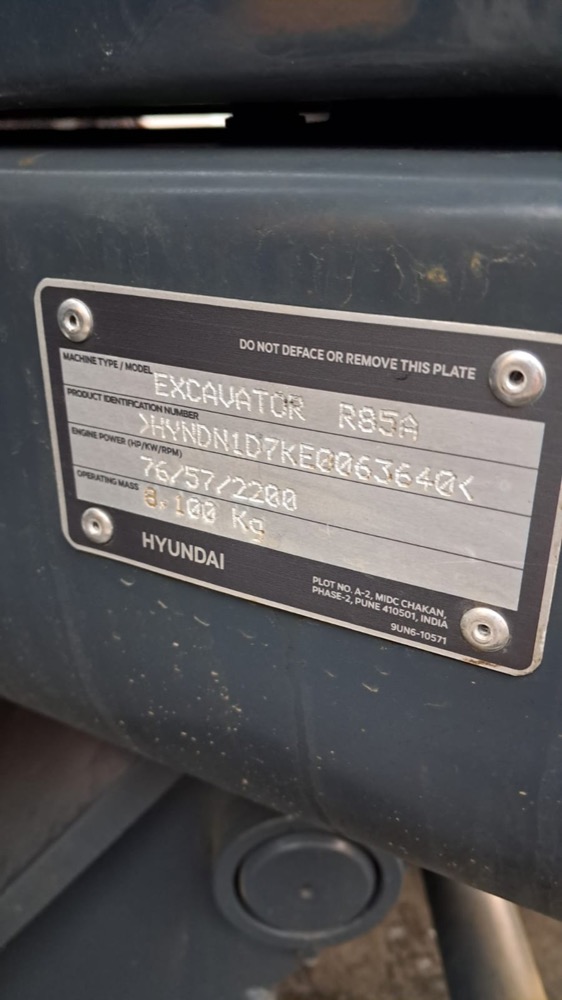 DO NOT DEFACE OR REMOVE THIS PLATE
MACHINE TYPE / MODEL EXCAVATOR R85A
PRODUCT IDENTIFICATION NUMBER >HYNDN1D7KE0063640<
ENGINE POWER (HP/KW/RPM) 76/57/2200
OPERATING MASS 8,100 Kg
HYUNDAI
PLOT NO. A-2, MIDC CHAKAN,
PHASE-2, PUNE 410501, INDIA
9UN6-10571